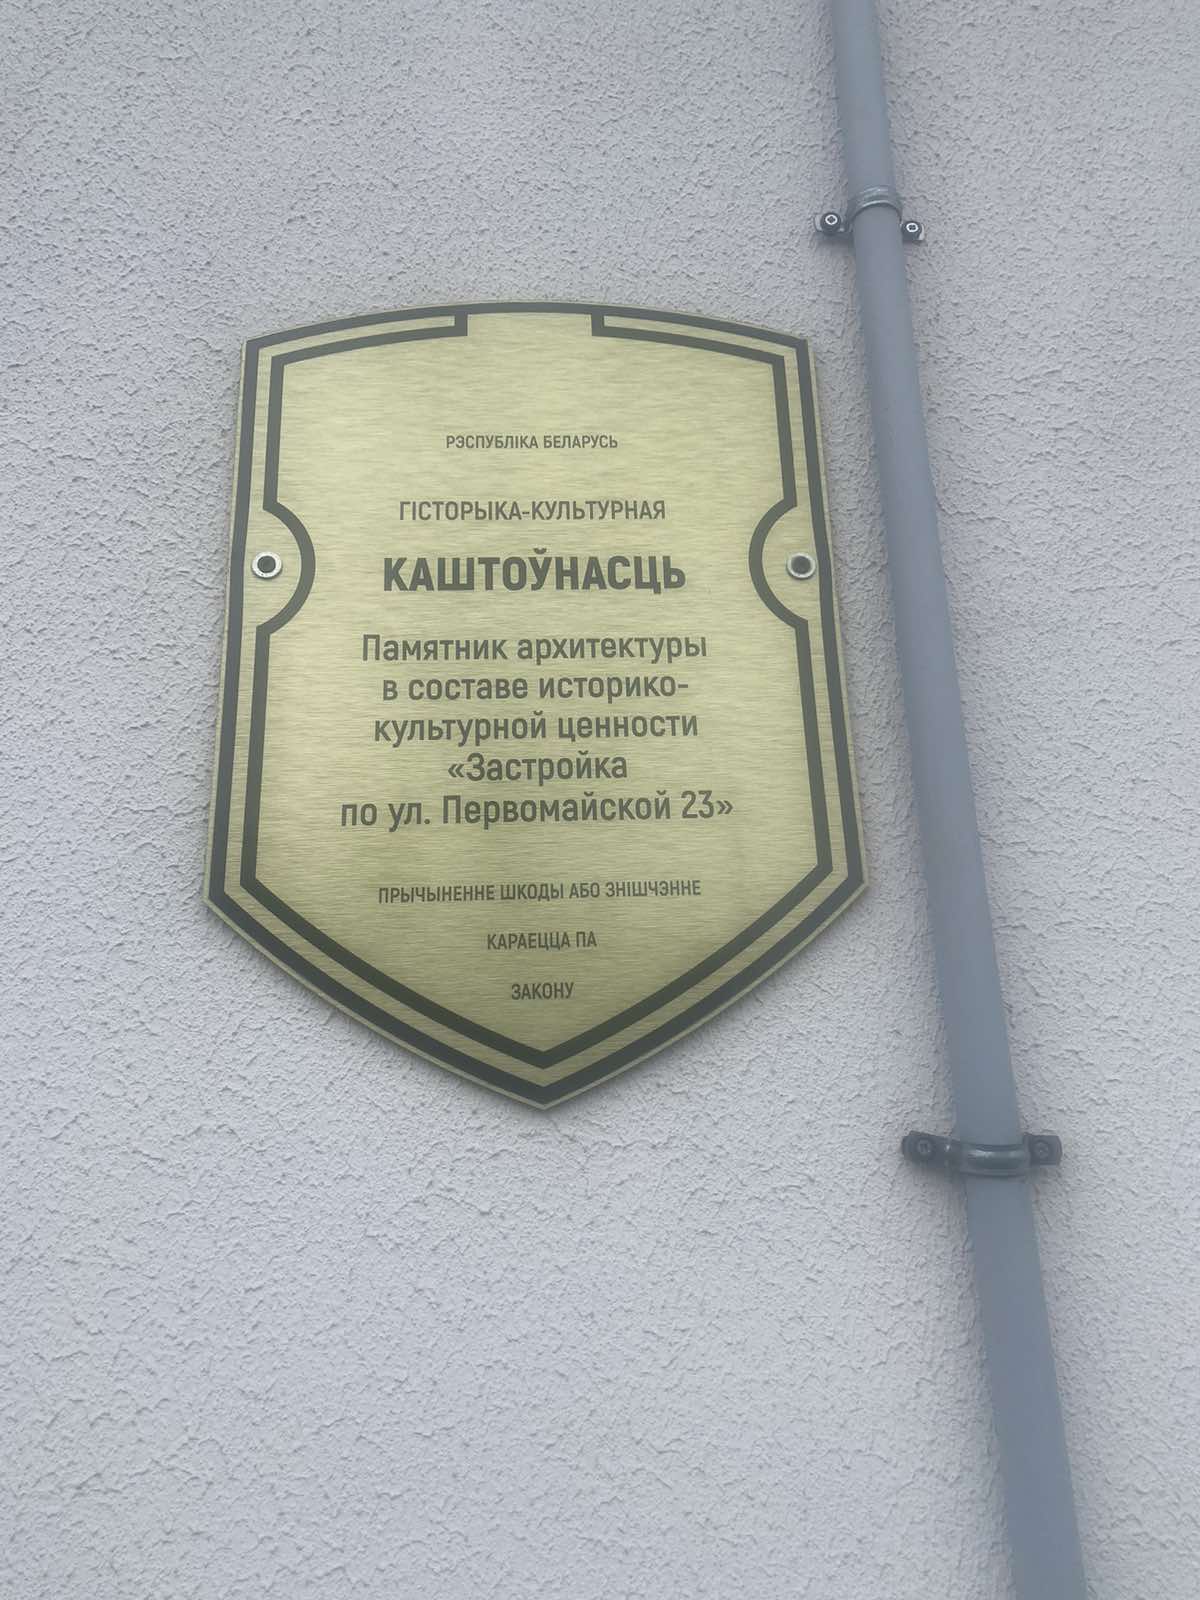 РЭСПУБЛІКА БЕЛАРУСЬ
ГІСТОРЫКА-КУЛЬТУРНАЯ
КАШТОЎНАСЦЬ
Памятник архитектуры
в составе историко-
культурной ценности
«Застройка
по ул. Первомайской 23»
ПРЫЧЫНЕННЕ ШКОДЫ АБО ЗНІШЧЭННЕ
КАРАЕЦЦА ПА
ЗАКОНУ